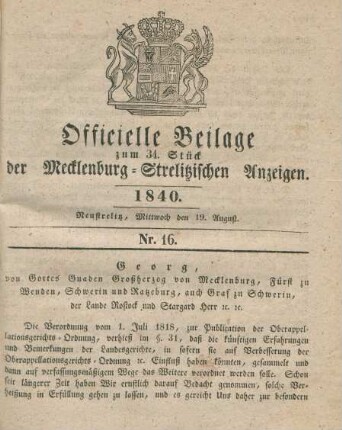 Officielle Beilage
zum 34. Stück
der Mecklenburg-Strelitzischen Anzeigen.
1840.
Neustrelitz, Mittwoch den 19. August.
Nr. 16.
Georg,
von Gottes Gnaden Großherzog von Mecklenburg, Fürst zu
Wenden, Schwerin und Ratzeburg, auch Graf zu Schwerin,
der Lande Rostock und Stargard Herr ꝛc. ꝛc.
Die Verordnung vom 1. Juli 1818, zur Publication der Oberappel-
lationsgerichts-Ordnung, verhieß im §. 31, daß die künftigen Erfahrungen
und Bemerkungen der Landesgerichte, in sofern sie auf Verbesserung der
Oberappellationsgerichts-Ordnung ꝛc. Einfluß haben könnten, gesammelt und
dann auf verfassungsmäßigem Wege das Weitere verordnet werden solle. Schon
seit längerer Zeit haben Wir ernstlich darauf Bedacht genommen, solche Ver-
heißung in Erfüllung gehen zu lassen, und es gereicht Uns daher zur besondern